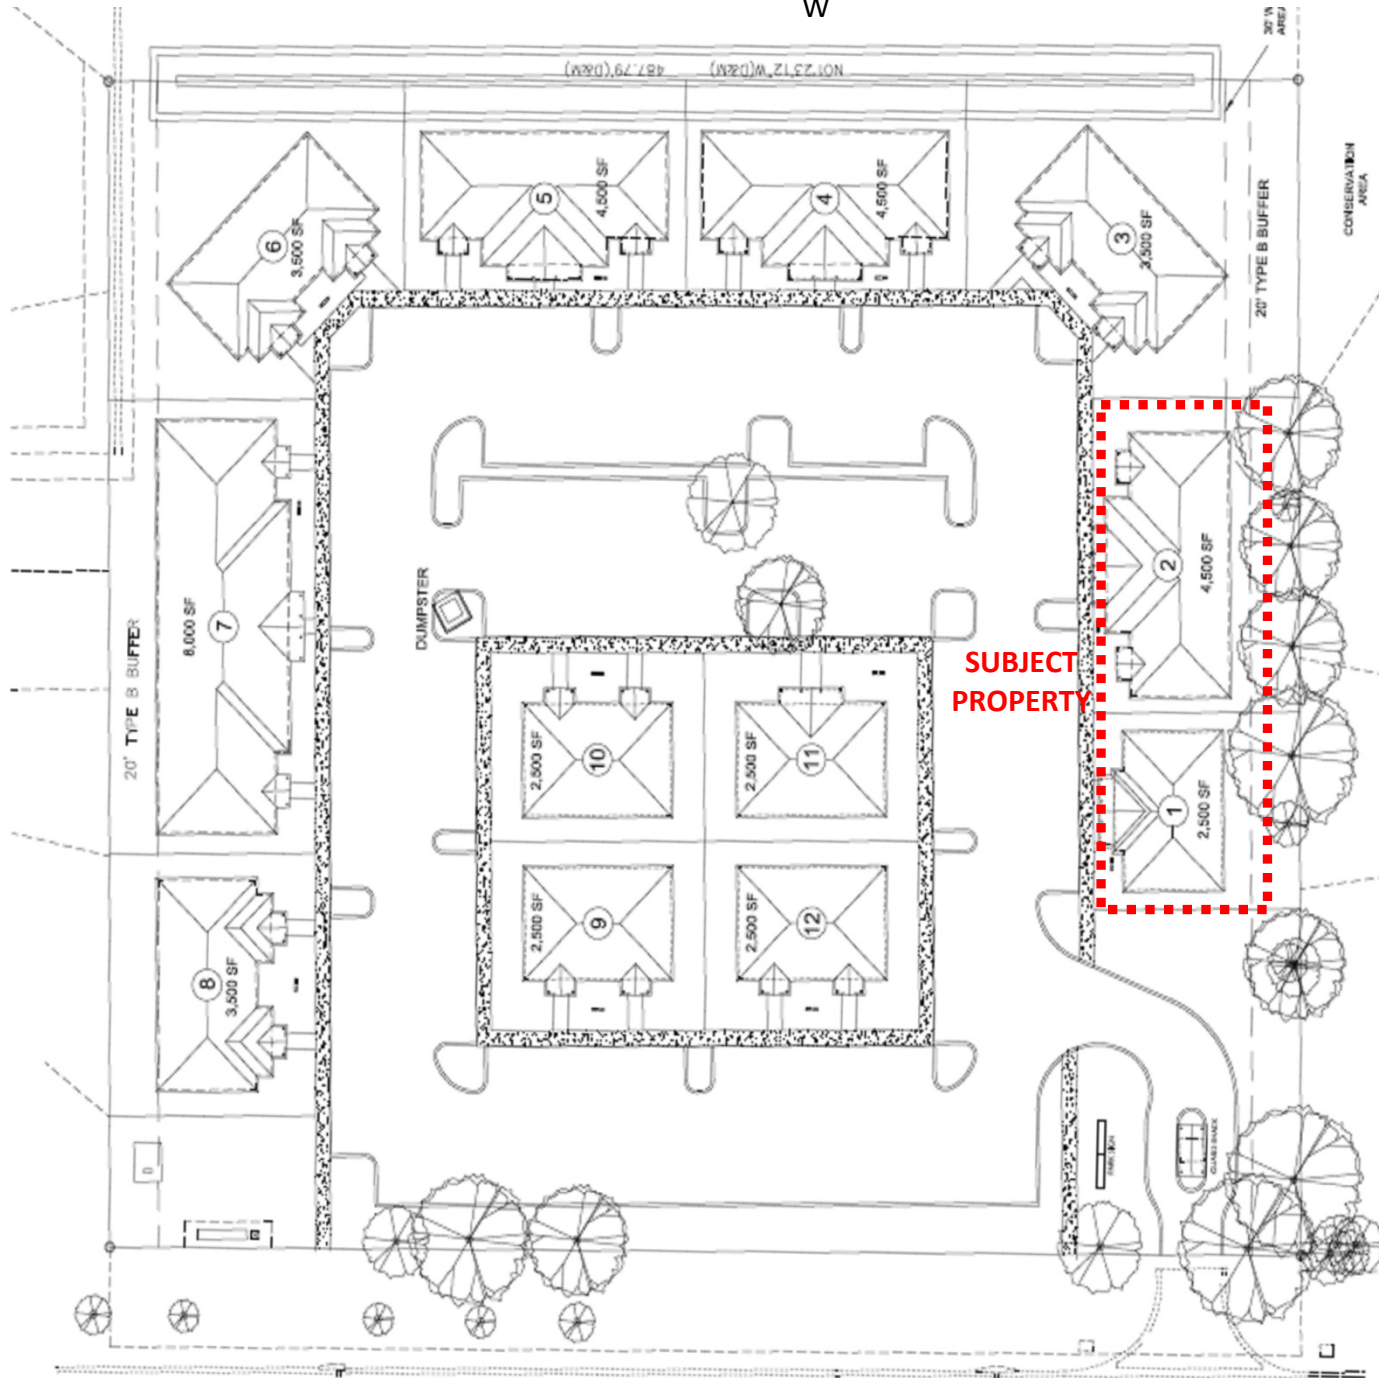 W
N01°23'12"W(D&M)
487.79'(D&M)
CONSERVATION
AREA
20' TYPE B BUFFER
6
3,500 SF
5
4,500 SF
4
4,500 SF
3
3,500 SF
20' TYPE B BUFFER
7
DUMPSTER
2
4,500 SF
SUBJECT
PROPERTY
10
2,500 SF
11
2,500 SF
1
2,500 SF
9
2,500 SF
12
2,500 SF
8
3,500 SF
D
GUARD SHACK